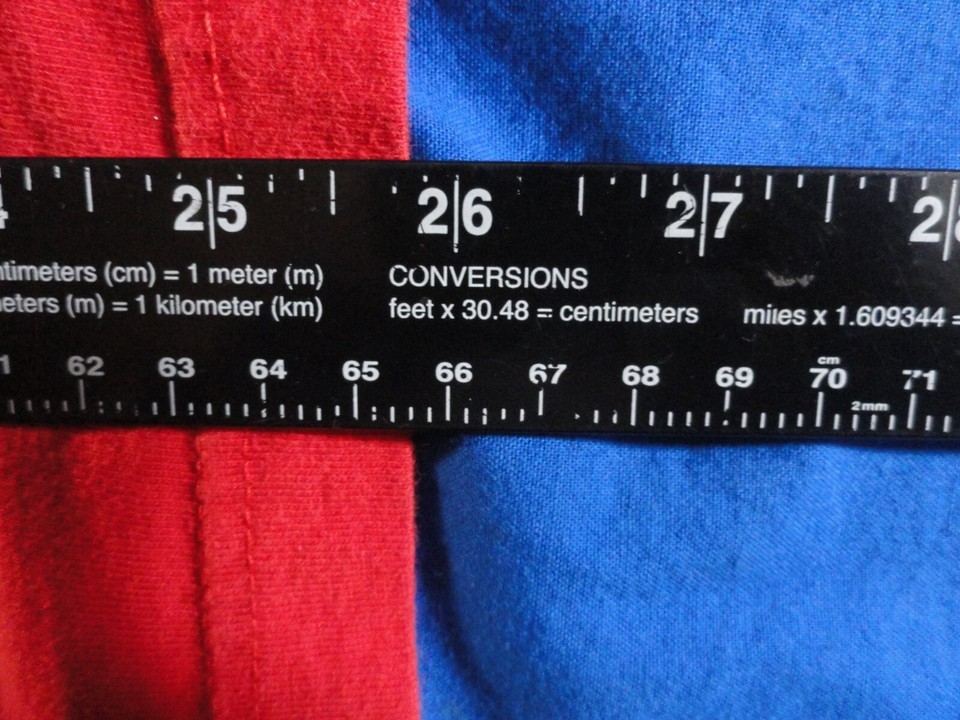 25 26 27
ntimeters (cm) = 1 meter (m) CONVERSIONS
eters (m) = 1 kilometer (km) feet x 30.48 = centimeters miles x 1.609344 =
cm
62 63 64 65 66 67 68 69 70 71
2mm